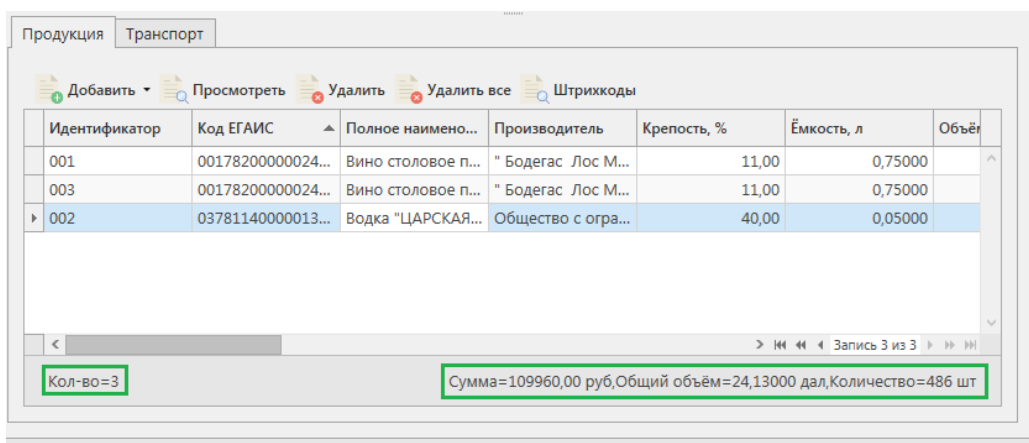 Продукция Транспорт
Добавить Просмотреть Удалить Удалить все Штрихкоды
Идентификатор Код ЕГАИС Полное наимено... Производитель Крепость, % Ёмкость, л Объём
001 00178200000024... Вино столовое п... " Бодегас Лос М... 11,00 0,75000
003 00178200000024... Вино столовое п... " Бодегас Лос М... 11,00 0,75000
002 03781140000013... Водка "ЦАРСКАЯ... Общество с огра... 40,00 0,05000
Запись 3 из 3
Кол-во=3 Сумма=109960,00 руб,Общий объём=24,13000 дал,Количество=486 шт